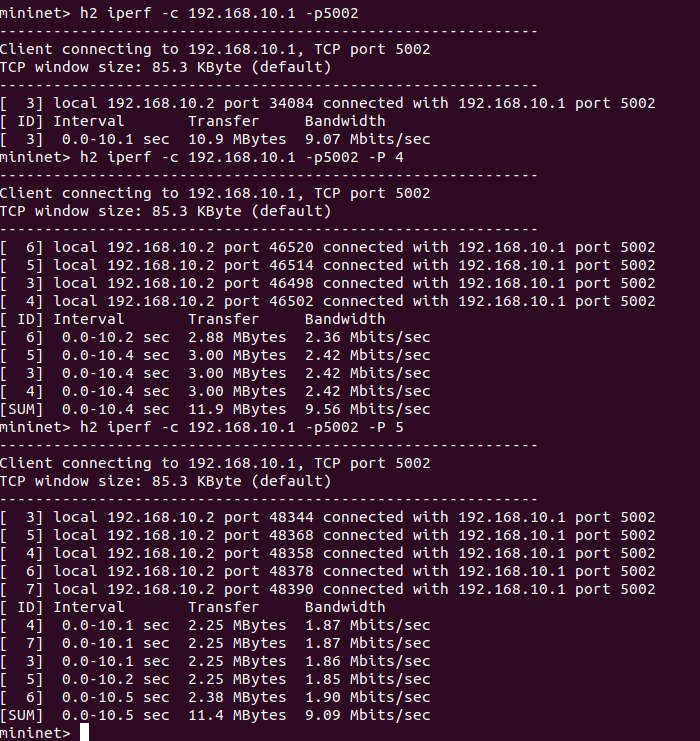 mininet> h2 iperf -c 192.168.10.1 -p5002
------------------------------------------------------------
Client connecting to 192.168.10.1, TCP port 5002
TCP window size: 85.3 KByte (default)
------------------------------------------------------------
[  3] local 192.168.10.2 port 34084 connected with 192.168.10.1 port 5002
[ ID] Interval       Transfer     Bandwidth
[  3]  0.0-10.1 sec  10.9 MBytes  9.07 Mbits/sec
mininet> h2 iperf -c 192.168.10.1 -p5002 -P 4
------------------------------------------------------------
Client connecting to 192.168.10.1, TCP port 5002
TCP window size: 85.3 KByte (default)
------------------------------------------------------------
[  6] local 192.168.10.2 port 46520 connected with 192.168.10.1 port 5002
[  5] local 192.168.10.2 port 46514 connected with 192.168.10.1 port 5002
[  3] local 192.168.10.2 port 46498 connected with 192.168.10.1 port 5002
[  4] local 192.168.10.2 port 46502 connected with 192.168.10.1 port 5002
[ ID] Interval       Transfer     Bandwidth
[  6]  0.0-10.2 sec  2.88 MBytes  2.36 Mbits/sec
[  5]  0.0-10.4 sec  3.00 MBytes  2.42 Mbits/sec
[  3]  0.0-10.4 sec  3.00 MBytes  2.42 Mbits/sec
[  4]  0.0-10.4 sec  3.00 MBytes  2.42 Mbits/sec
[SUM]  0.0-10.4 sec  11.9 MBytes  9.56 Mbits/sec
mininet> h2 iperf -c 192.168.10.1 -p5002 -P 5
------------------------------------------------------------
Client connecting to 192.168.10.1, TCP port 5002
TCP window size: 85.3 KByte (default)
------------------------------------------------------------
[  3] local 192.168.10.2 port 48344 connected with 192.168.10.1 port 5002
[  5] local 192.168.10.2 port 48368 connected with 192.168.10.1 port 5002
[  4] local 192.168.10.2 port 48358 connected with 192.168.10.1 port 5002
[  6] local 192.168.10.2 port 48378 connected with 192.168.10.1 port 5002
[  7] local 192.168.10.2 port 48390 connected with 192.168.10.1 port 5002
[ ID] Interval       Transfer     Bandwidth
[  4]  0.0-10.1 sec  2.25 MBytes  1.87 Mbits/sec
[  7]  0.0-10.1 sec  2.25 MBytes  1.87 Mbits/sec
[  3]  0.0-10.1 sec  2.25 MBytes  1.86 Mbits/sec
[  5]  0.0-10.2 sec  2.25 MBytes  1.85 Mbits/sec
[  6]  0.0-10.5 sec  2.38 MBytes  1.90 Mbits/sec
[SUM]  0.0-10.5 sec  11.4 MBytes  9.09 Mbits/sec
mininet>